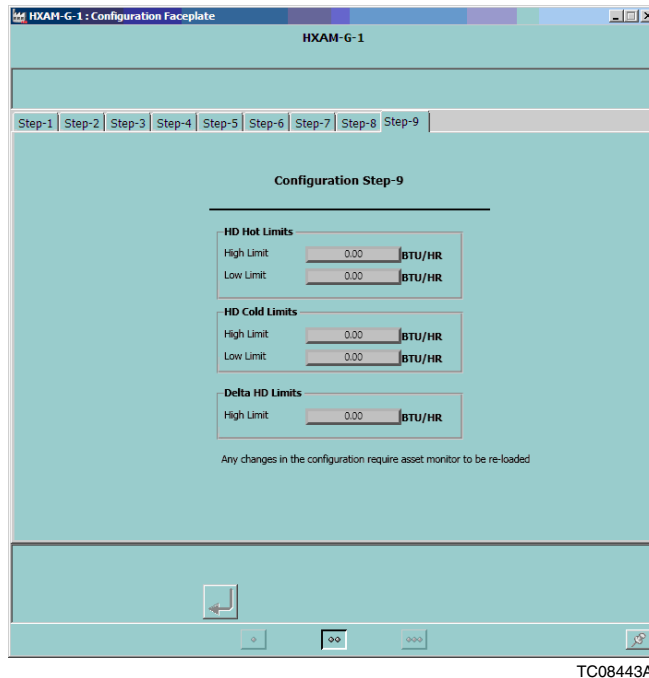 HXAM-G-1 : Configuration Faceplate
HXAM-G-1
Step-1 Step-2 Step-3 Step-4 Step-5 Step-6 Step-7 Step-8 Step-9
Configuration Step-9
HD Hot Limits
High Limit 0.00 BTU/HR
Low Limit 0.00 BTU/HR
HD Cold Limits
High Limit 0.00 BTU/HR
Low Limit 0.00 BTU/HR
Delta HD Limits
High Limit 0.00 BTU/HR
Any changes in the configuration require asset monitor to be re-loaded
TC08443A